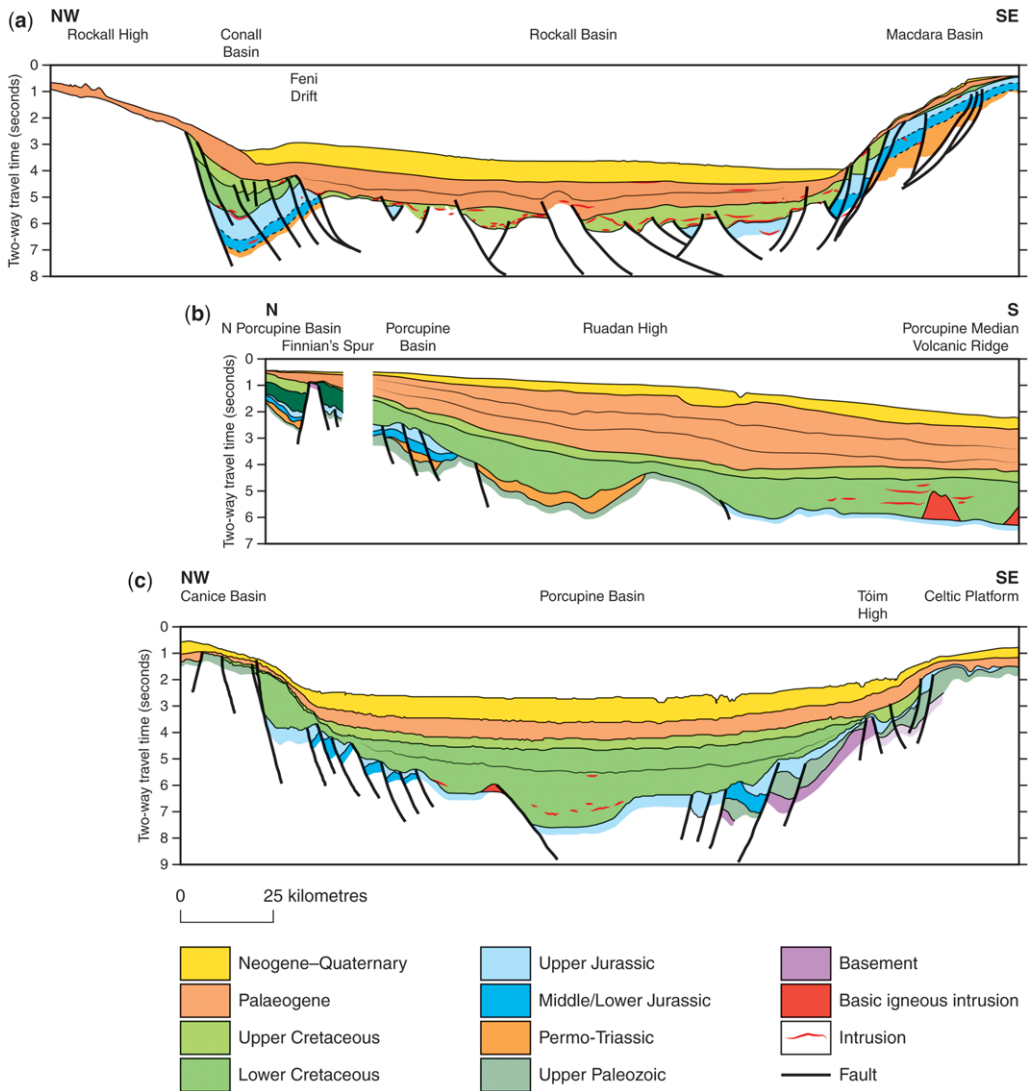 (a) NW SE
Rockall High Conall Basin Rockall Basin Macdara Basin
Feni Drift
Two-way travel time (seconds)
0
1
2
3
4
5
6
7
8
(b) N S
N Porcupine Basin Porcupine Basin Ruadan High Porcupine Median
Finnian's Spur Volcanic Ridge
Two-way travel time (seconds)
0
1
2
3
4
5
6
7
(c) NW SE
Canice Basin Porcupine Basin Tóim High Celtic Platform
Two-way travel time (seconds)
0
1
2
3
4
5
6
7
8
9
0 25 kilometres
Neogene–Quaternary
Palaeogene
Upper Cretaceous
Lower Cretaceous
Upper Jurassic
Middle/Lower Jurassic
Permo-Triassic
Upper Paleozoic
Basement
Basic igneous intrusion
Intrusion
Fault